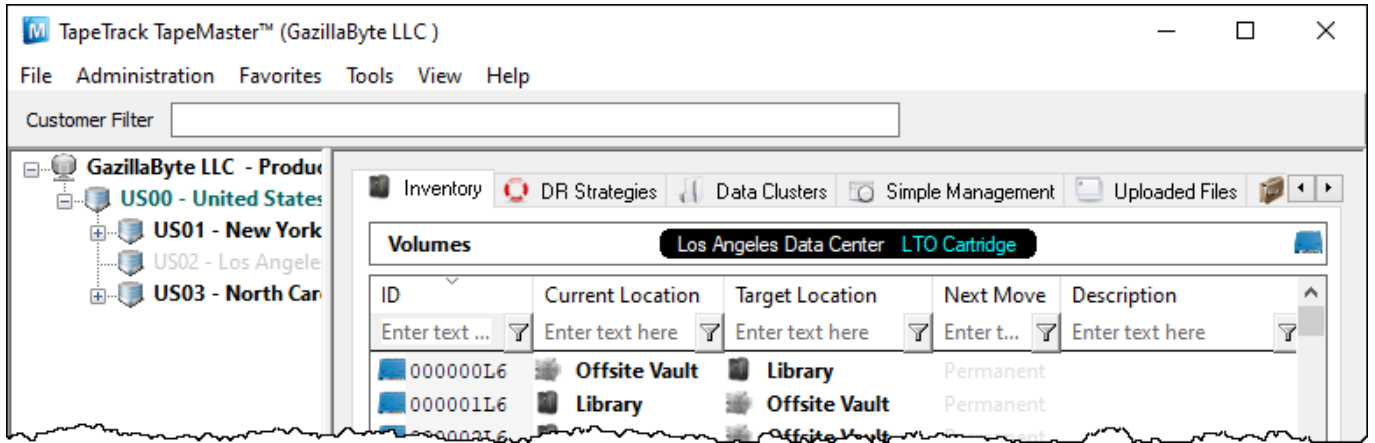 TapeTrack TapeMaster™ (GazillaByte LLC )
File Administration Favorites Tools View Help
Customer Filter
GazillaByte LLC - Produc
US00 - United States
US01 - New York
US02 - Los Angele
US03 - North Car
Inventory DR Strategies Data Clusters Simple Management Uploaded Files
Volumes Los Angeles Data Center LTO Cartridge
ID Current Location Target Location Next Move Description
Enter text ... Enter text here Enter text here Enter t... Enter text here
000000L6 Offsite Vault Library Permanent
000001L6 Library Offsite Vault Permanent
000002L6 Offsite Vault